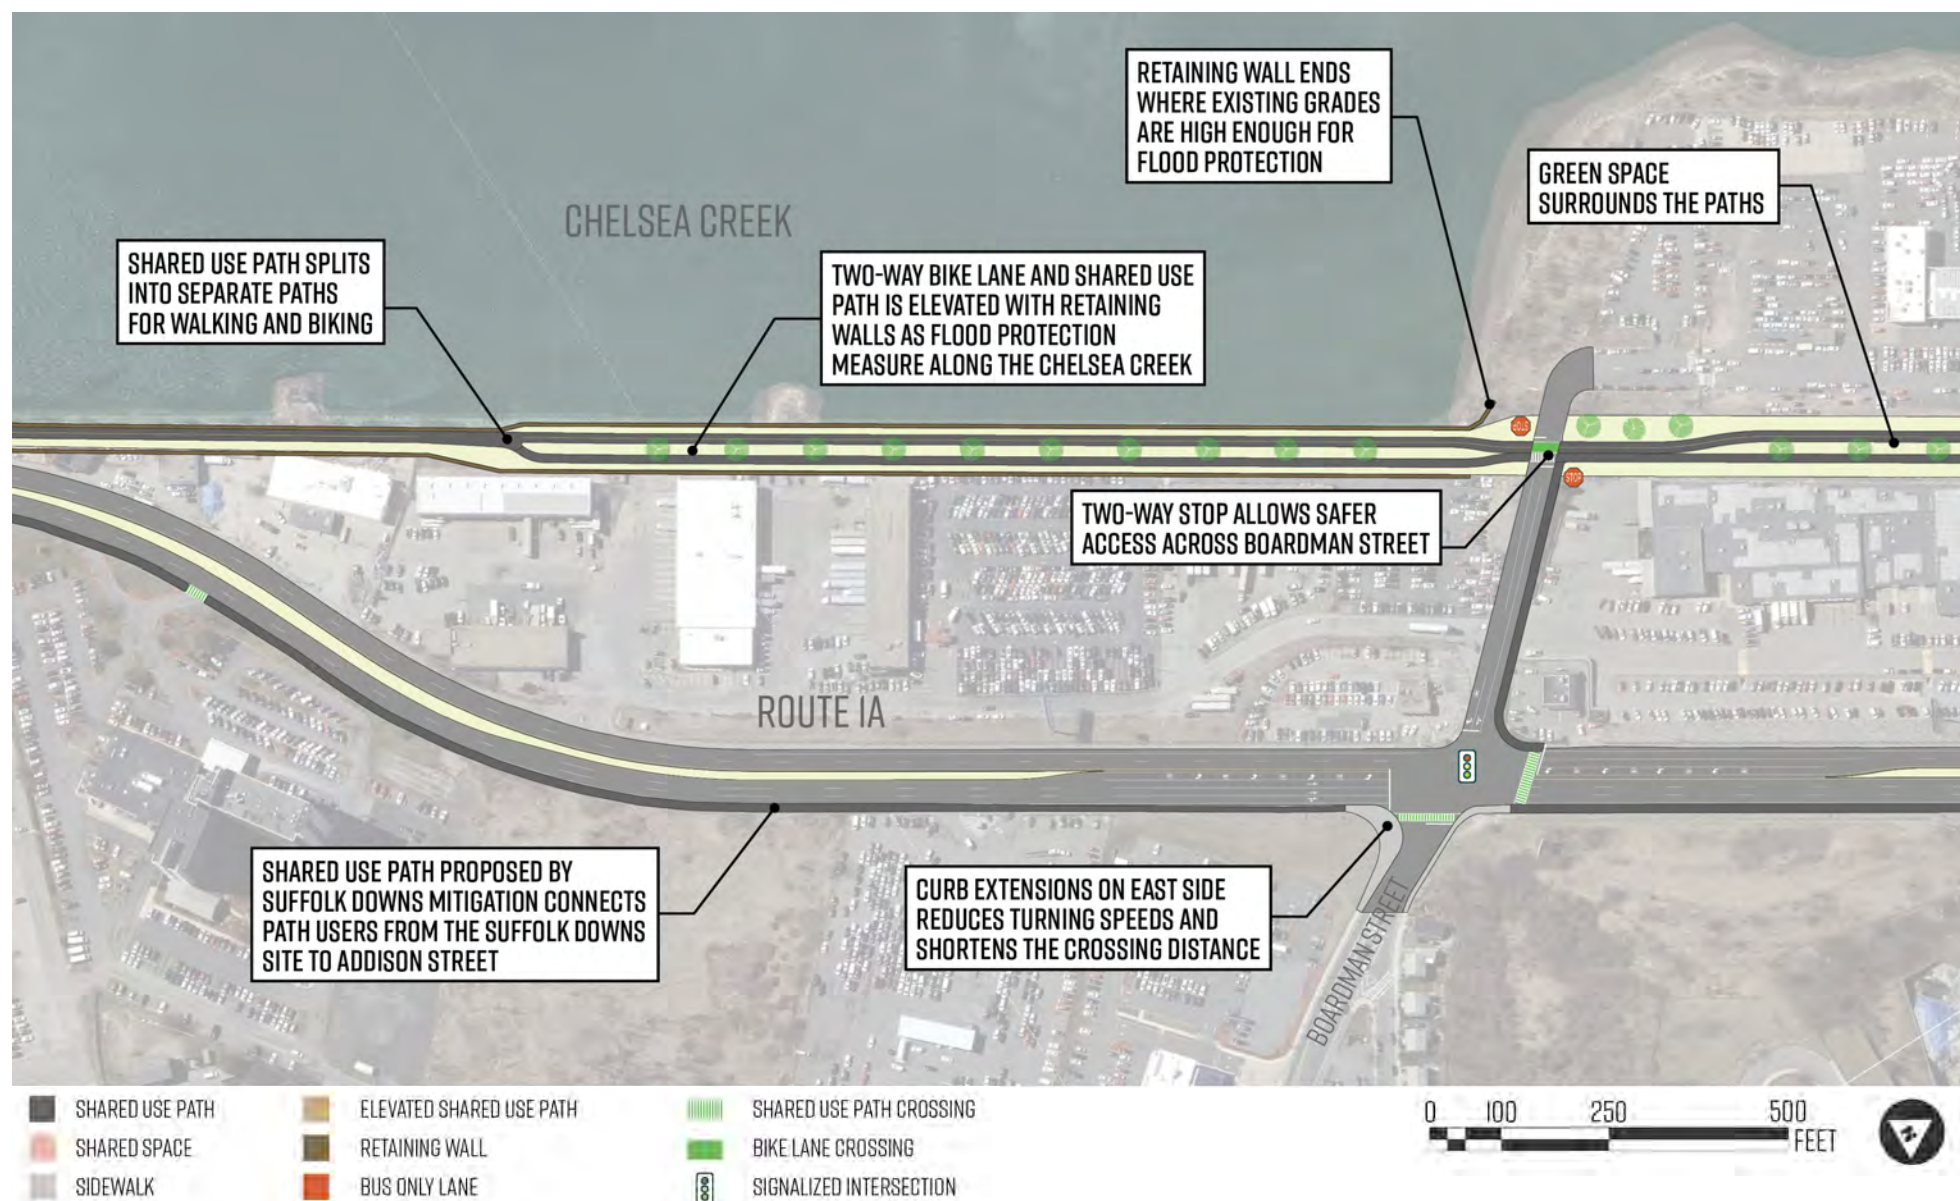 RETAINING WALL ENDS
WHERE EXISTING GRADES
ARE HIGH ENOUGH FOR
FLOOD PROTECTION
GREEN SPACE
SURROUNDS THE PATHS
CHELSEA CREEK
SHARED USE PATH SPLITS
INTO SEPARATE PATHS
FOR WALKING AND BIKING
TWO-WAY BIKE LANE AND SHARED USE
PATH IS ELEVATED WITH RETAINING
WALLS AS FLOOD PROTECTION
MEASURE ALONG THE CHELSEA CREEK
STOP
STOP
TWO-WAY STOP ALLOWS SAFER
ACCESS ACROSS BOARDMAN STREET
ROUTE 1A
SHARED USE PATH PROPOSED BY
SUFFOLK DOWNS MITIGATION CONNECTS
PATH USERS FROM THE SUFFOLK DOWNS
SITE TO ADDISON STREET
CURB EXTENSIONS ON EAST SIDE
REDUCES TURNING SPEEDS AND
SHORTENS THE CROSSING DISTANCE
BOARDMAN STREET
SHARED USE PATH
SHARED SPACE
SIDEWALK
ELEVATED SHARED USE PATH
RETAINING WALL
BUS ONLY LANE
SHARED USE PATH CROSSING
BIKE LANE CROSSING
SIGNALIZED INTERSECTION
0 100 250 500
FEET
N